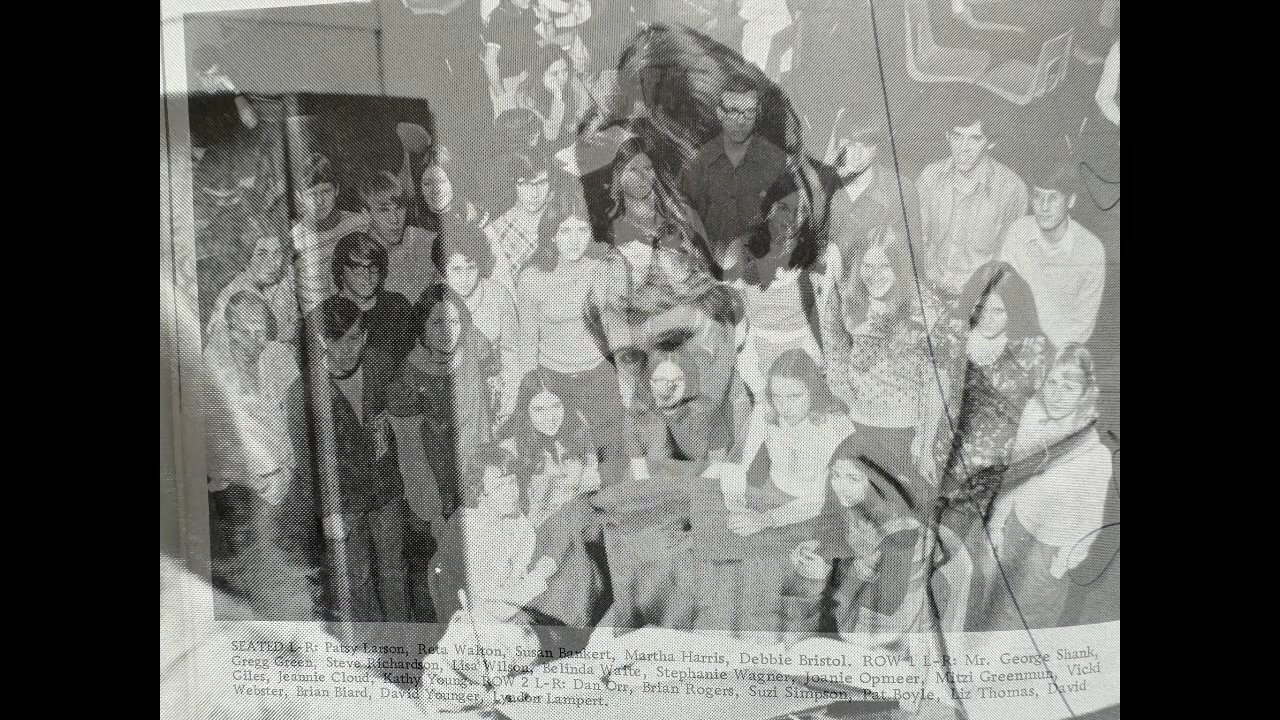 SEATED L-R: Patsy Larson, Reta Walton, Susan Bankert, Martha Harris, Debbie Bristol. ROW 1 L-R: Mr. George Shank,
Gregg Green, Steve Richardson, Lisa Wilson, Belinda Waite, Stephanie Wagner, Joanie Opmeer, Mitzi Greenmun, Vicki
Giles, Jeannie Cloud, Kathy Young. ROW 2 L-R: Dan Orr, Brian Rogers, Suzi Simpson, Pat Boyle, Liz Thomas, David
Webster, Brian Biard, David Younger, Lyndon Lampert.